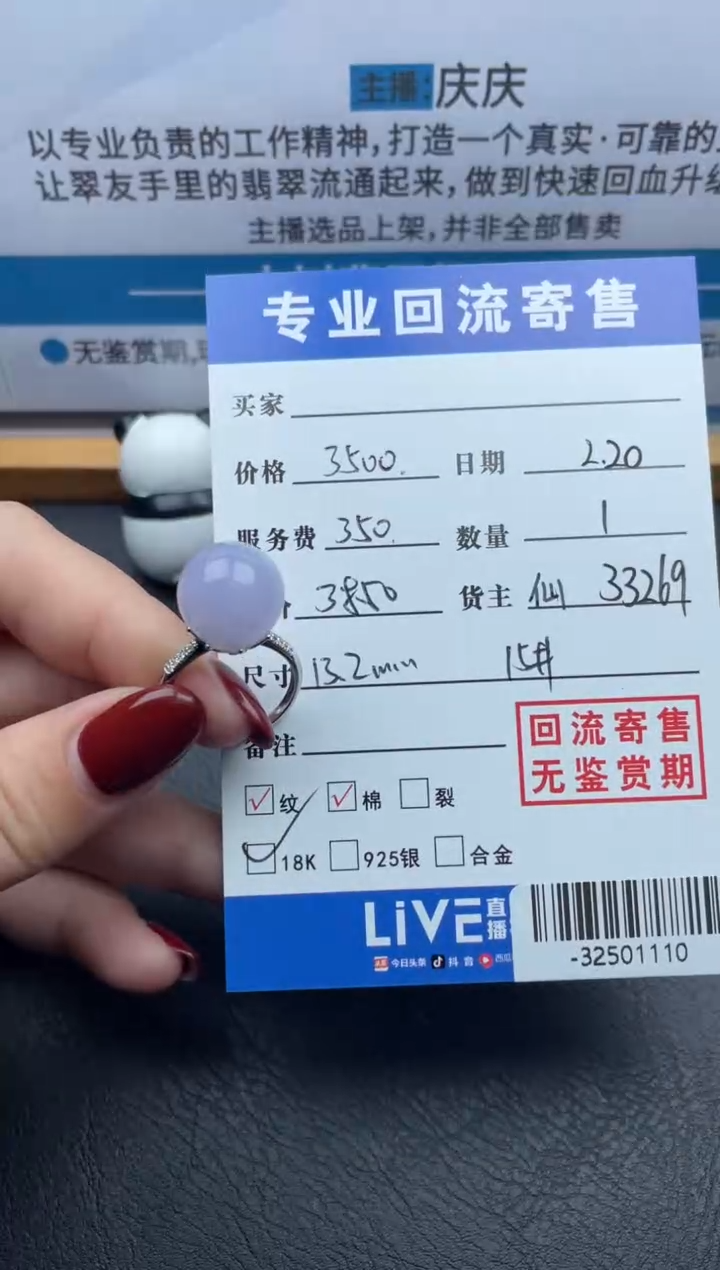 主播:庆庆
以专业负责的工作精神,打造一个真实·可靠的
让翠友手里的翡翠流通起来,做到快速回血升级
主播选品上架,并非全部售卖
无鉴赏期,
专业回流寄售
买家
价格 3500. 日期 2.20
服务费 350. 数量 1
3850 货主 仙 33269
尺寸 13.2mm 15#
备注
回流寄售
无鉴赏期
纹 棉 裂
18K 925银 合金
LiVE 直播
今日头条 抖音 西瓜
-32501110